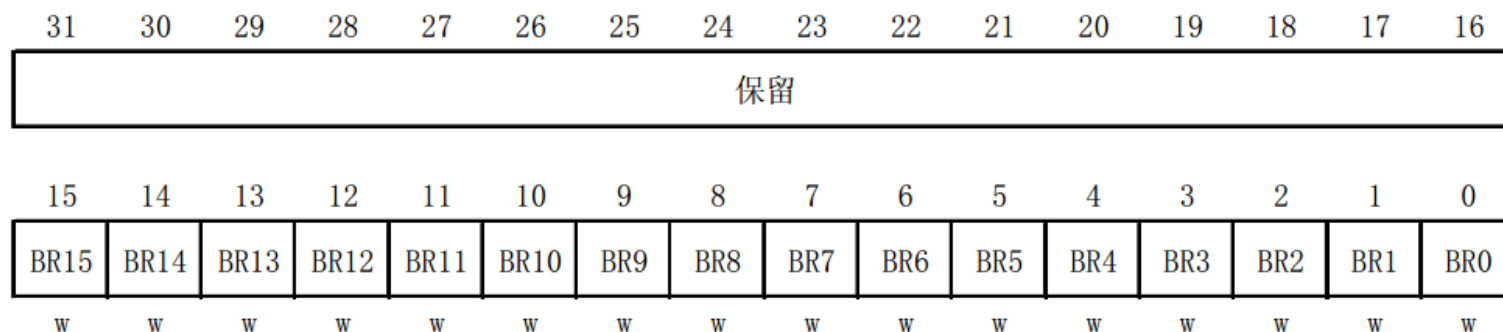 31 30 29 28 27 26 25 24 23 22 21 20 19 18 17 16
保留
15 14 13 12 11 10 9 8 7 6 5 4 3 2 1 0
BR15 BR14 BR13 BR12 BR11 BR10 BR9 BR8 BR7 BR6 BR5 BR4 BR3 BR2 BR1 BR0
w w w w w w w w w w w w w w w w